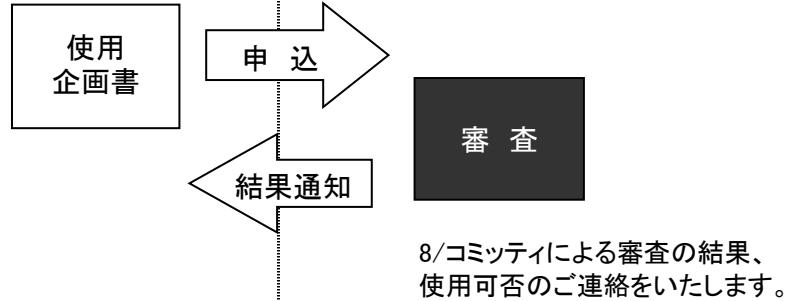 使用
企画書
申 込
審 査
結果通知
8/コミッティによる審査の結果、
使用可否のご連絡をいたします。